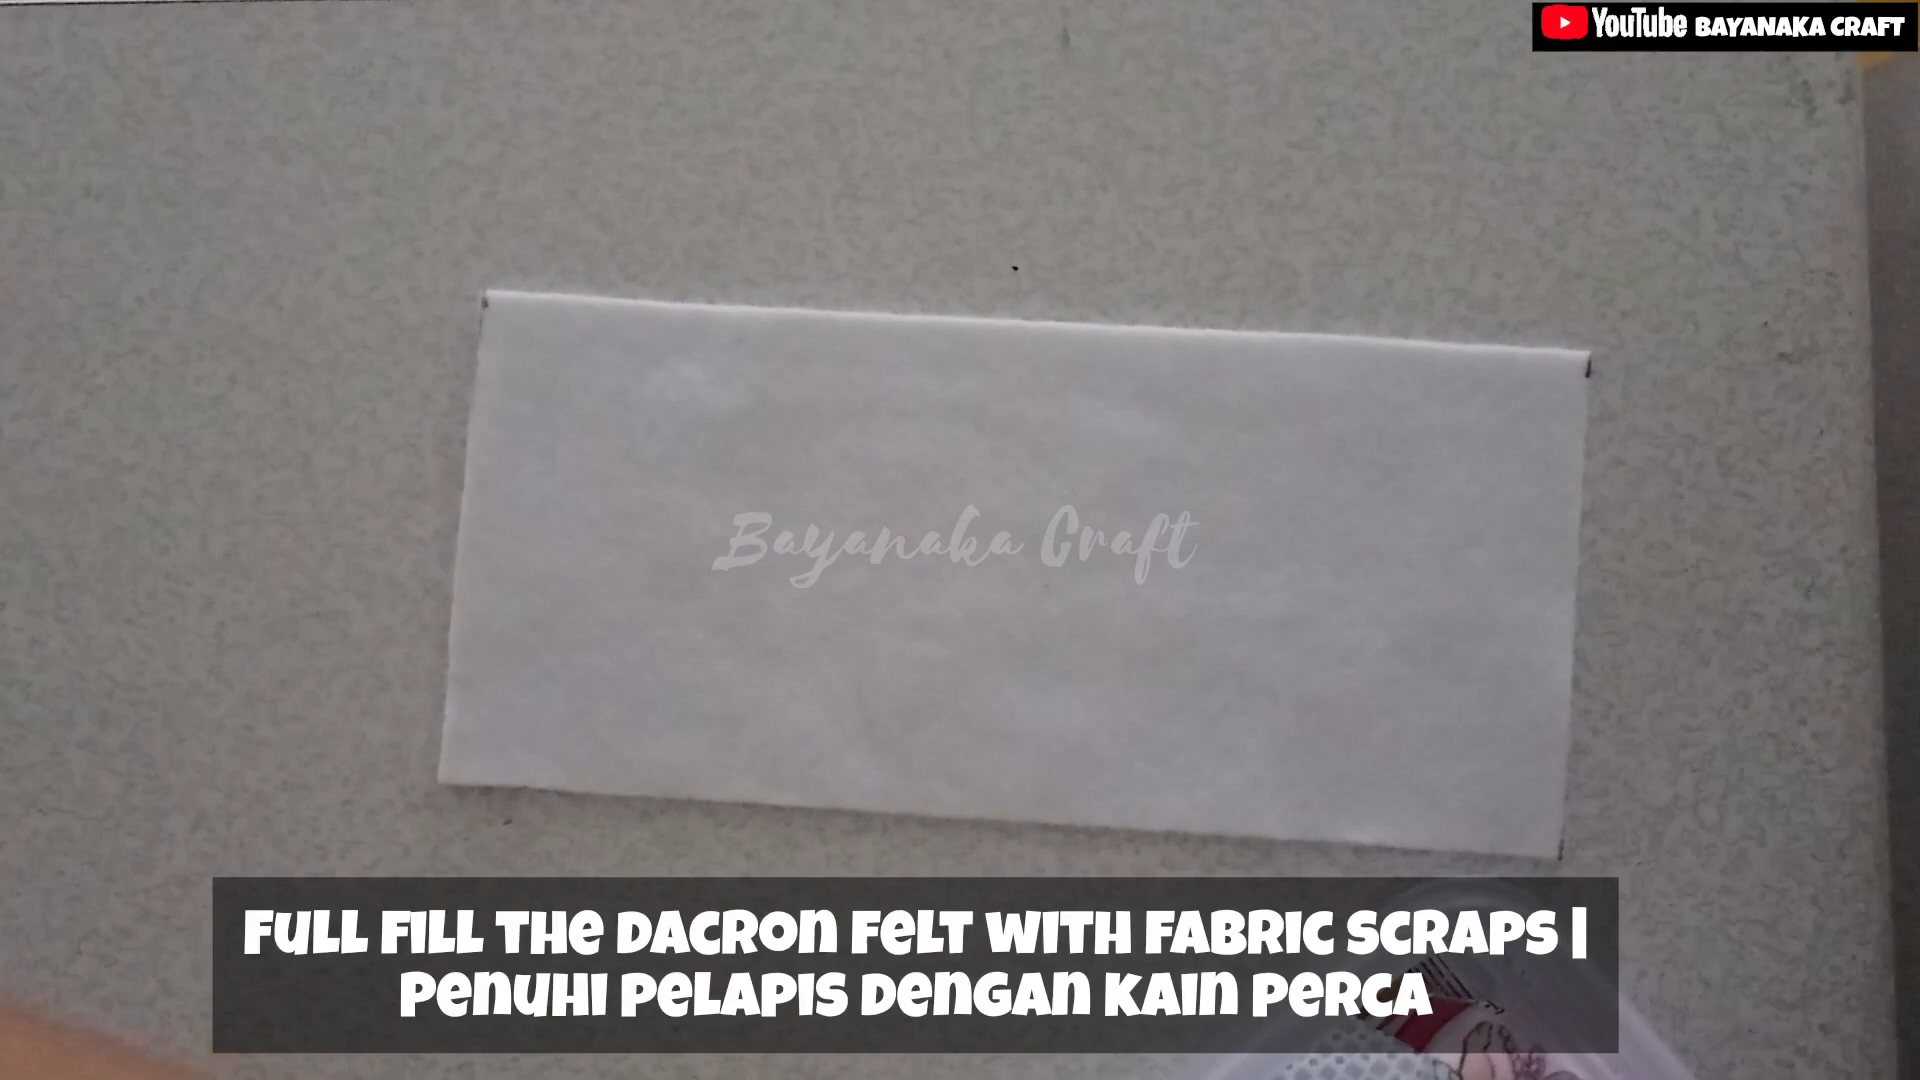 YouTube BAYANAKA CRAFT
Bayanaka Craft
FULL FILL THE DACRON FELT WITH FABRIC SCRAPS |
PENUHI PELAPIS DENGAN KAIN PERCA